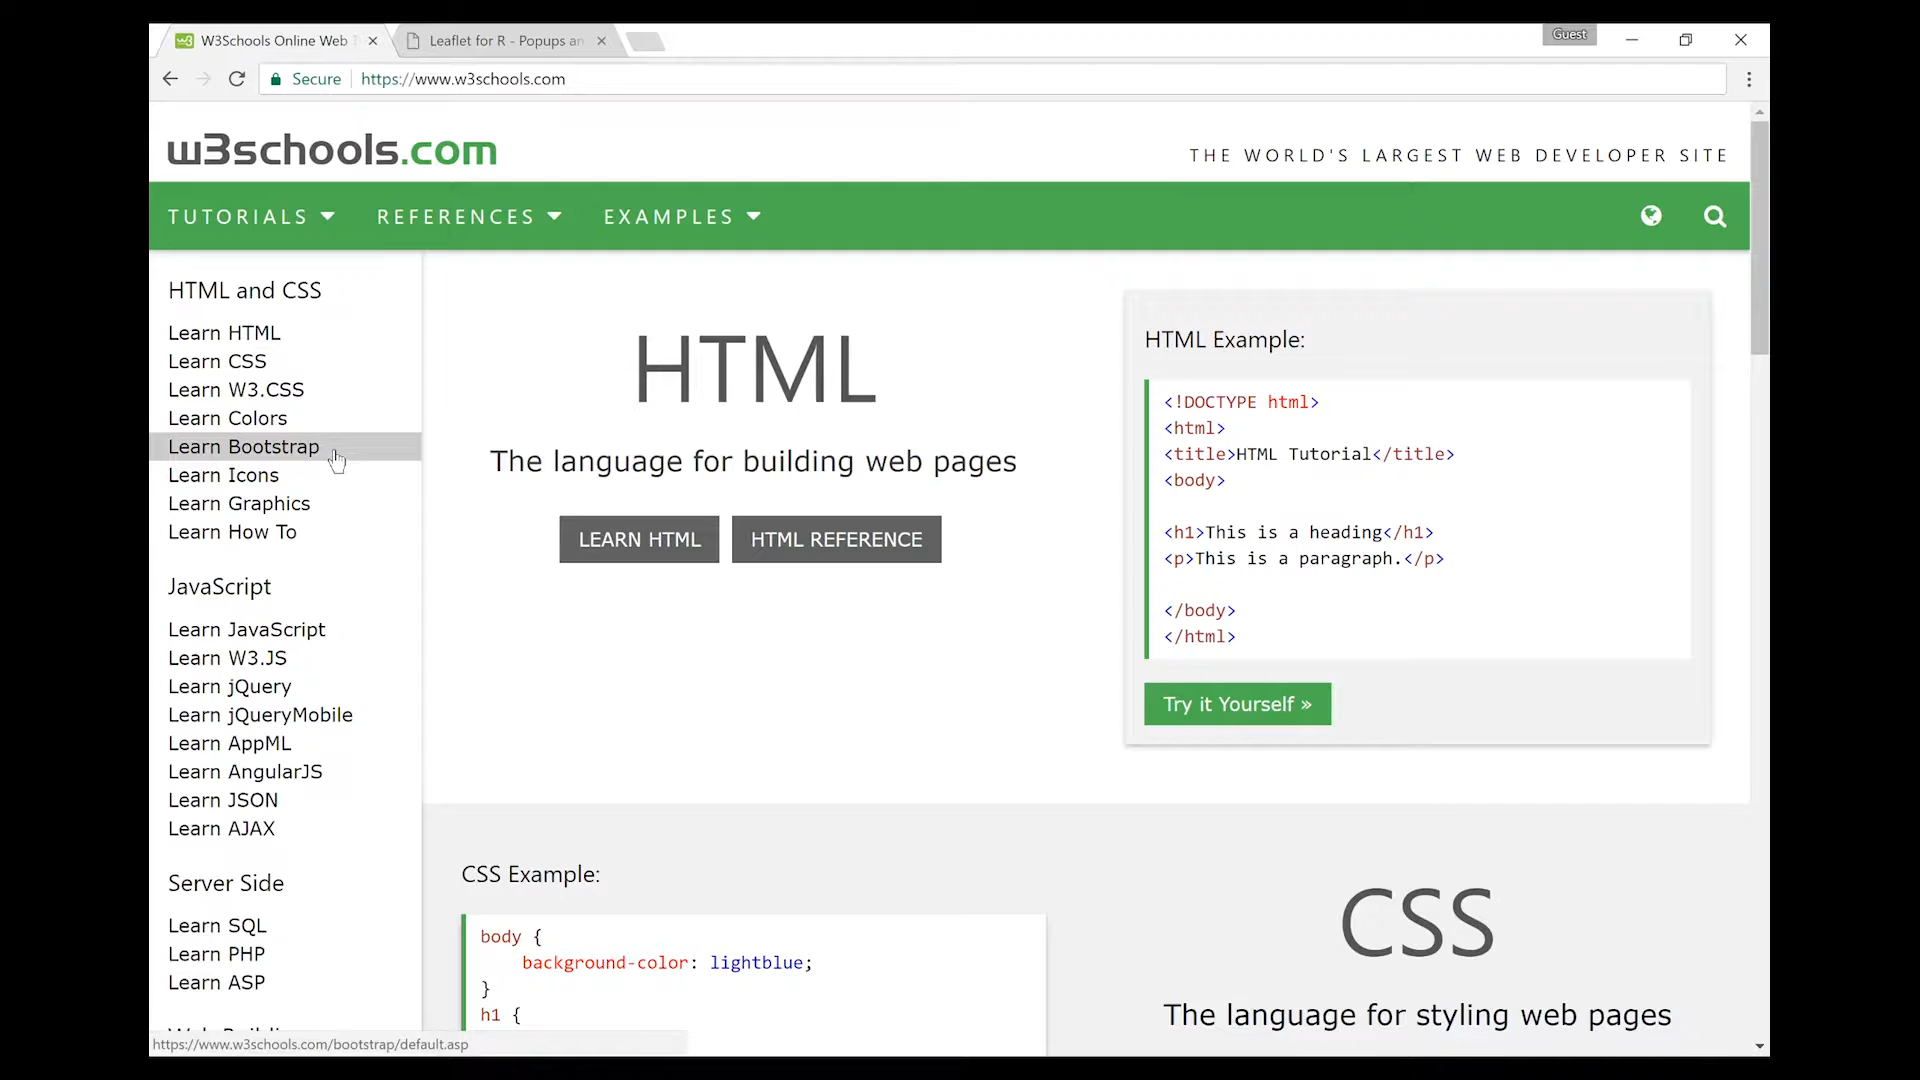 W3Schools Online Web
Leaflet for R - Popups an
Guest
Secure
https://www.w3schools.com
w3schools.com
THE WORLD'S LARGEST WEB DEVELOPER SITE
TUTORIALS
REFERENCES
EXAMPLES
HTML and CSS
Learn HTML
Learn CSS
Learn W3.CSS
Learn Colors
Learn Bootstrap
Learn Icons
Learn Graphics
Learn How To
JavaScript
Learn JavaScript
Learn W3.JS
Learn jQuery
Learn jQueryMobile
Learn AppML
Learn AngularJS
Learn JSON
Learn AJAX
Server Side
Learn SQL
Learn PHP
Learn ASP
HTML
The language for building web pages
LEARN HTML
HTML REFERENCE
HTML Example:
<!DOCTYPE html>
<html>
<title>HTML Tutorial</title>
<body>
<h1>This is a heading</h1>
<p>This is a paragraph.</p>
</body>
</html>
Try it Yourself »
CSS Example:
body {
background-color: lightblue;
}
h1 {
CSS
The language for styling web pages
https://www.w3schools.com/bootstrap/default.asp